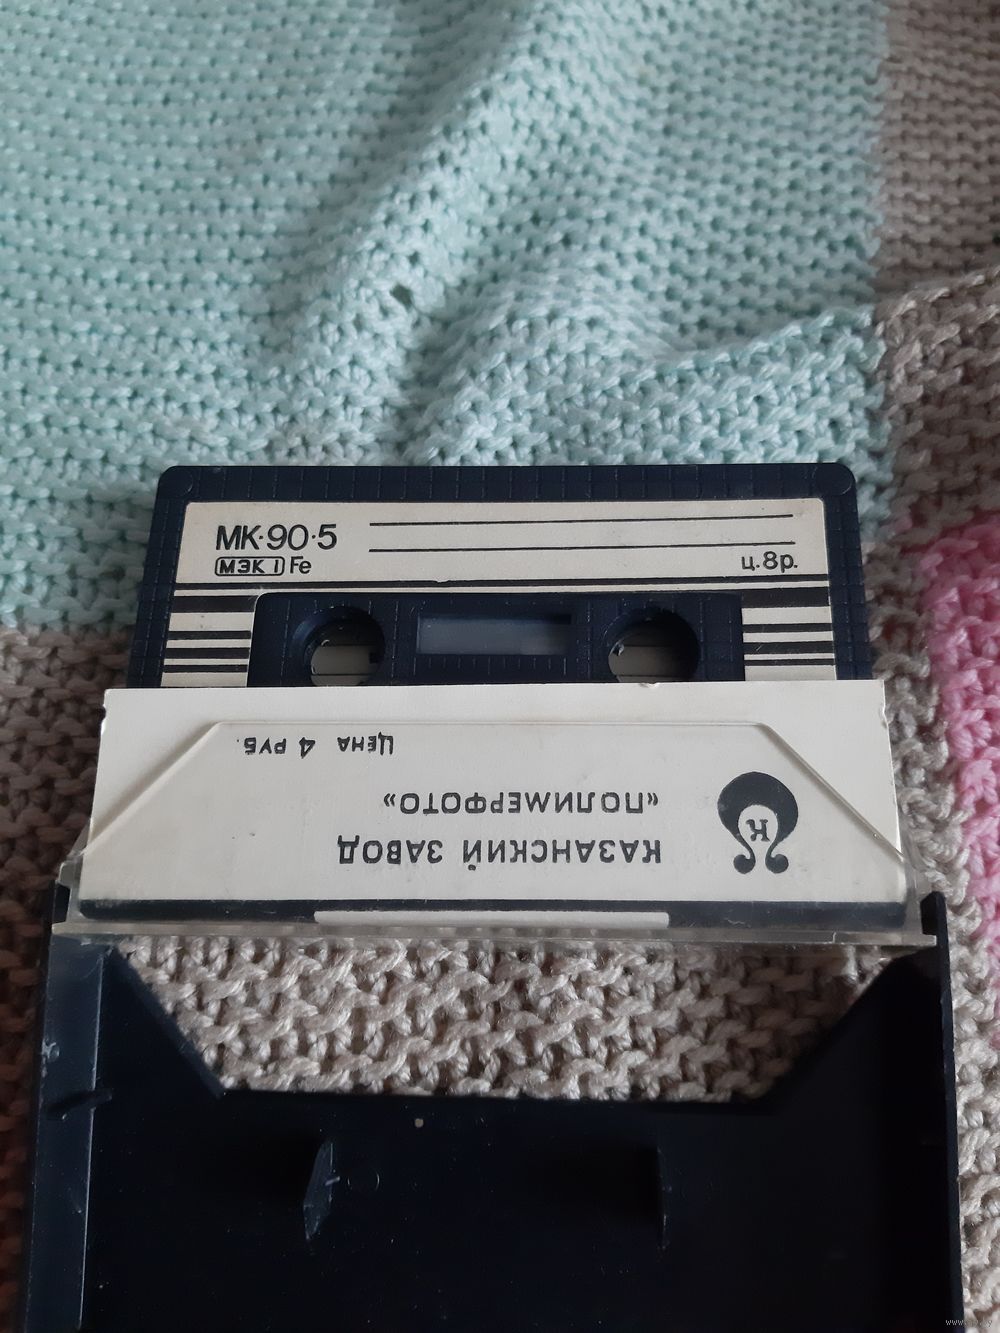 МК·90·5
МЭК I Fe
ц.8р.
К
КАЗАНСКИЙ ЗАВОД
«ПОЛИМЕРФОТО»
ЦЕНА 4 РУБ.